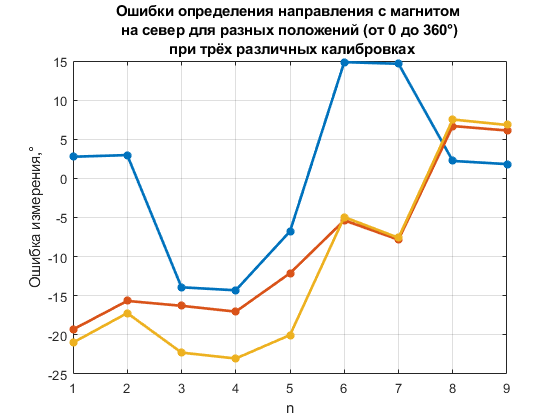 Ошибки определения направления с магнитом
на север для разных положений (от 0 до 360°)
при трёх различных калибровках
15
10
5
0
-5
-10
-15
-20
-25
Ошибка измерения,°
1 2 3 4 5 6 7 8 9
n